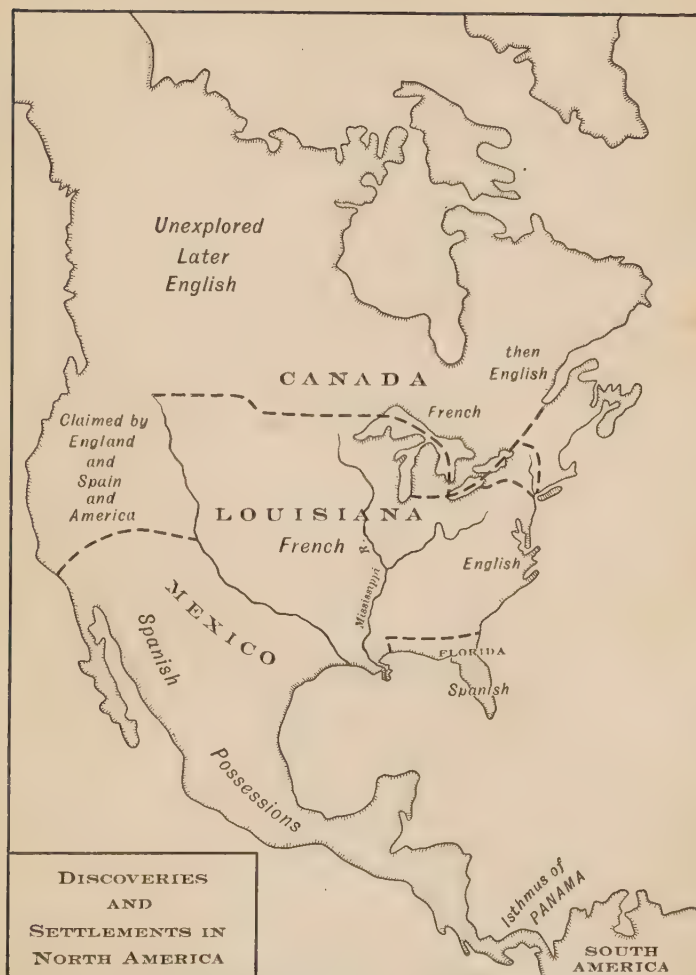 Unexplored
Later
English
then
English
CANADA
French
Claimed by
England
and
Spain
and
America
LOUISIANA
French
Mississippi R.
English
MEXICO
Spanish
Possessions
FLORIDA
Spanish
Isthmus of
PANAMA
SOUTH
AMERICA
DISCOVERIES
AND
SETTLEMENTS IN
NORTH AMERICA